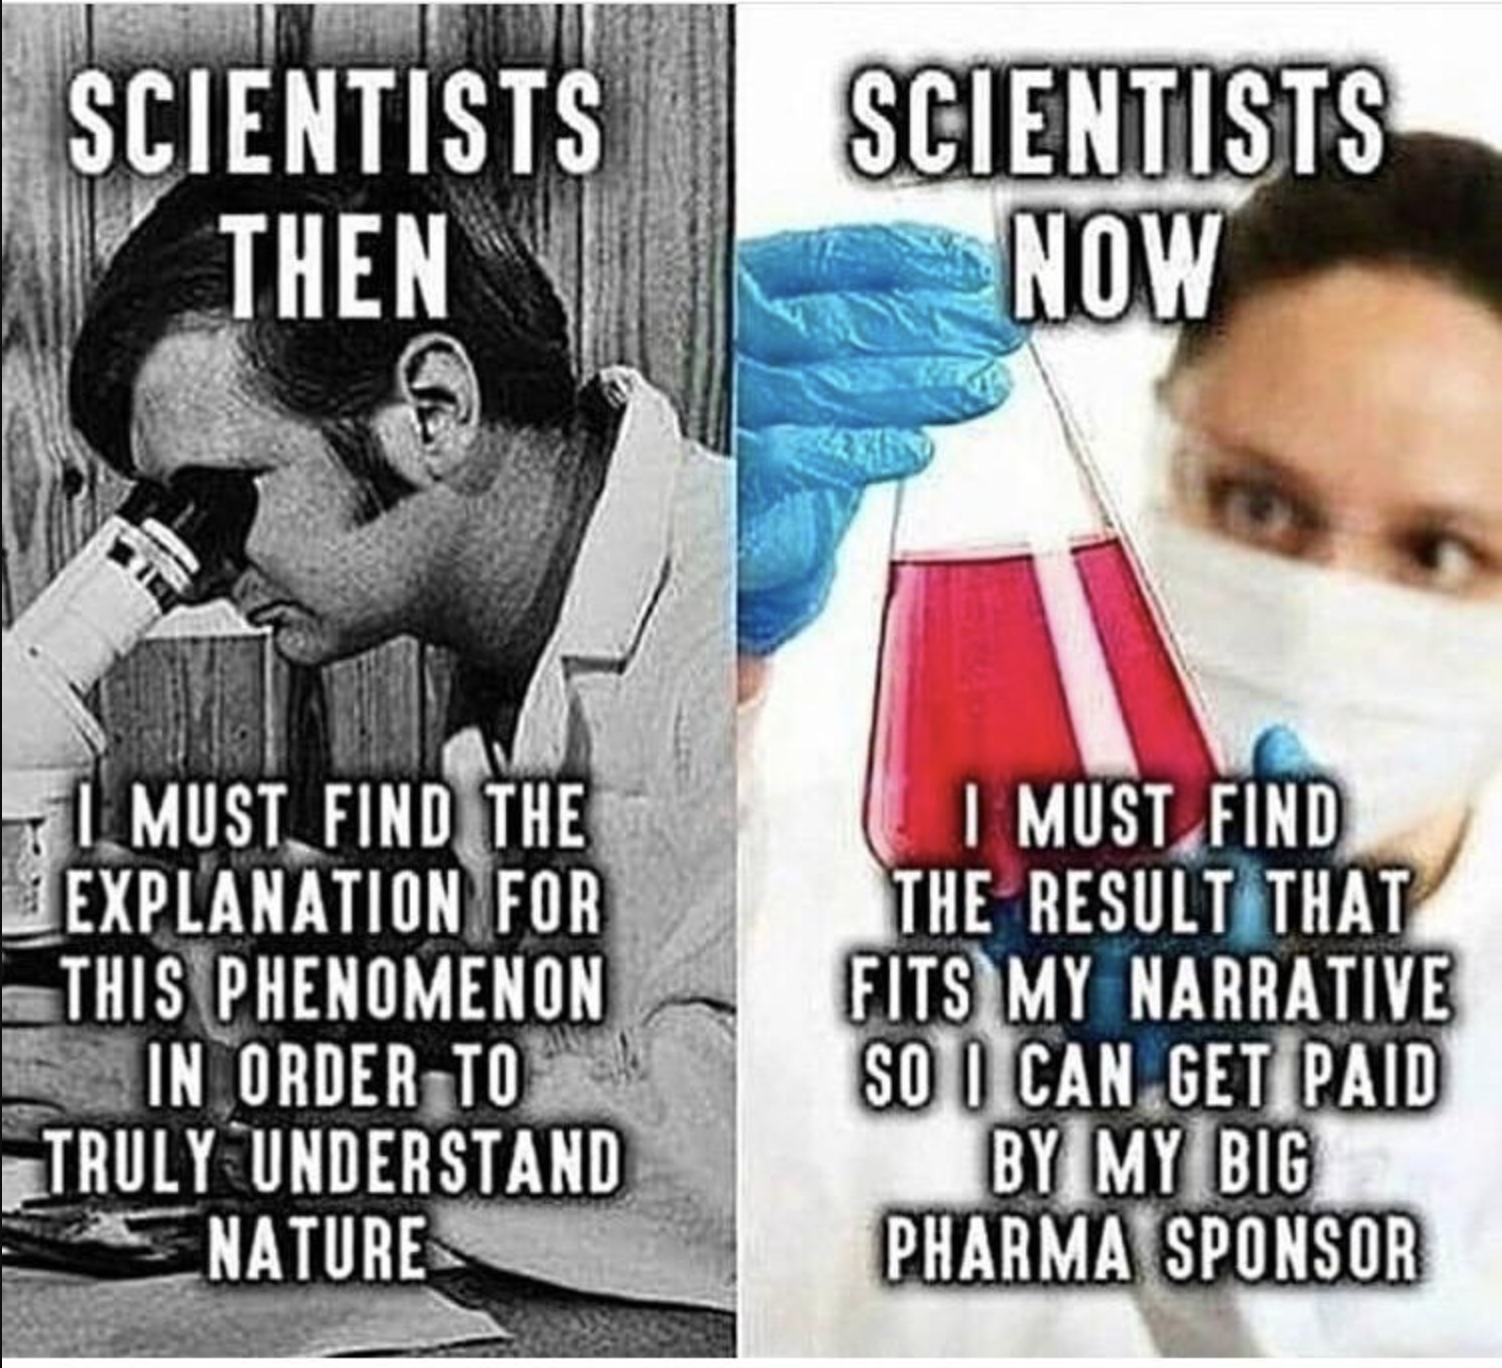 SCIENTISTS
THEN
I MUST FIND THE
EXPLANATION FOR
THIS PHENOMENON
IN ORDER TO
TRULY UNDERSTAND
NATURE
SCIENTISTS
NOW
I MUST FIND
THE RESULT THAT
FITS MY NARRATIVE
SO I CAN GET PAID
BY MY BIG
PHARMA SPONSOR